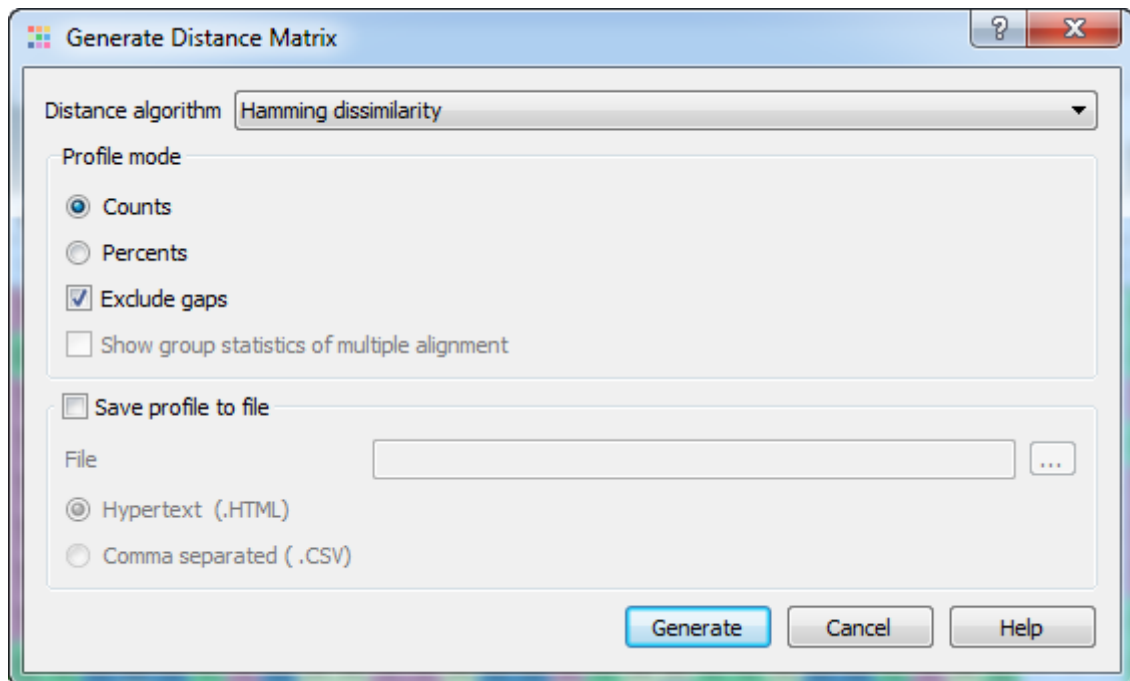 Generate Distance Matrix
?
Distance algorithm Hamming dissimilarity
Profile mode
Counts
Percents
Exclude gaps
Show group statistics of multiple alignment
Save profile to file
File ...
Hypertext (.HTML)
Comma separated ( .CSV)
Generate Cancel Help